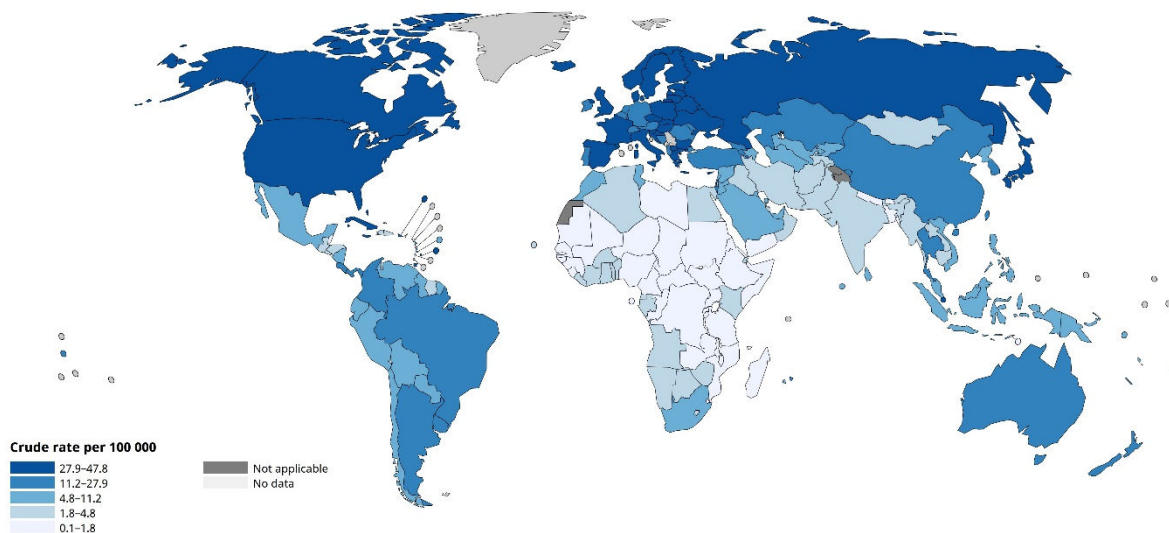 Crude rate per 100 000
27.9–47.8
11.2–27.9
4.8–11.2
1.8–4.8
0.1–1.8
Not applicable
No data